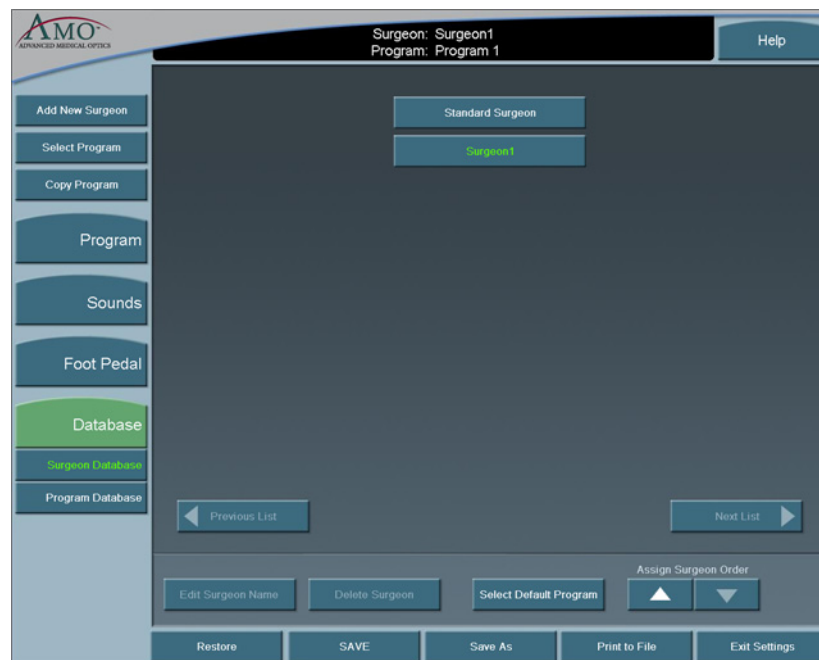 AMO
ADVANCED MEDICAL OPTICS
Surgeon: Surgeon1
Program: Program 1
Help
Add New Surgeon
Select Program
Copy Program
Program
Sounds
Foot Pedal
Database
Surgeon Database
Program Database
Standard Surgeon
Surgeon1
Previous List
Next List
Assign Surgeon Order
Edit Surgeon Name
Delete Surgeon
Select Default Program
Restore
SAVE
Save As
Print to File
Exit Settings